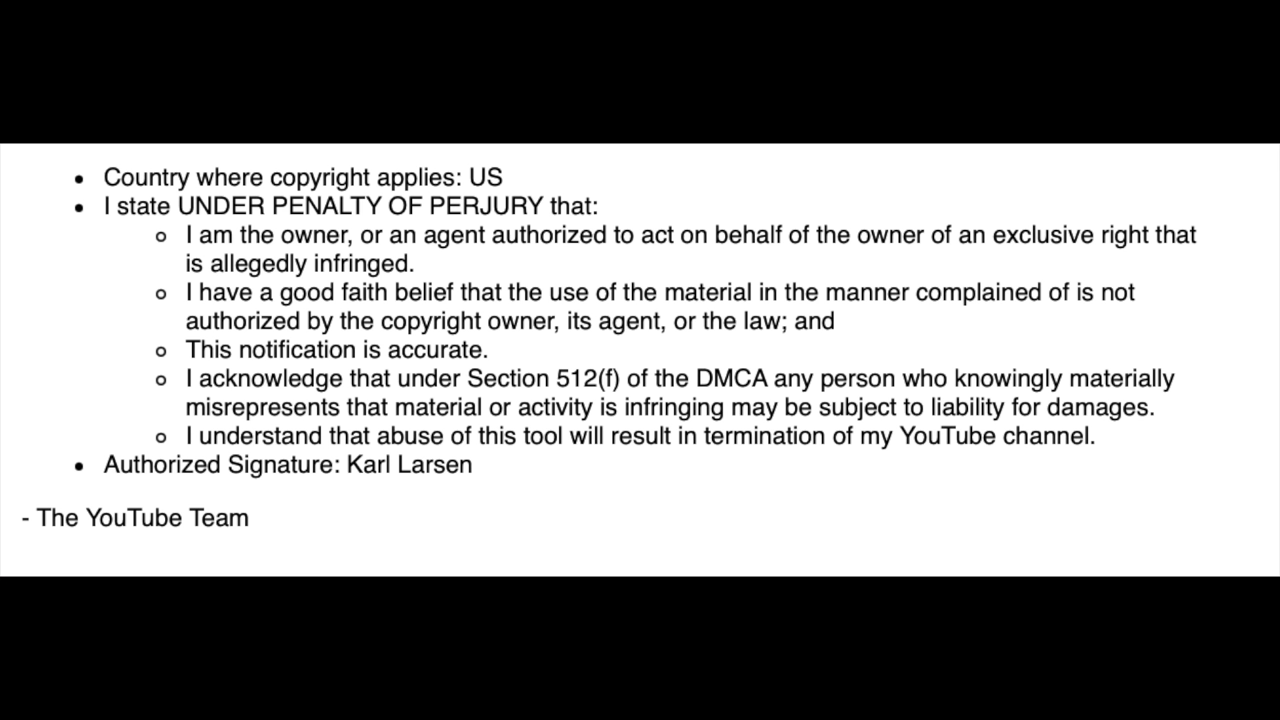 • Country where copyright applies: US
• I state UNDER PENALTY OF PERJURY that:
o I am the owner, or an agent authorized to act on behalf of the owner of an exclusive right that
is allegedly infringed.
o I have a good faith belief that the use of the material in the manner complained of is not
authorized by the copyright owner, its agent, or the law; and
o This notification is accurate.
o I acknowledge that under Section 512(f) of the DMCA any person who knowingly materially
misrepresents that material or activity is infringing may be subject to liability for damages.
o I understand that abuse of this tool will result in termination of my YouTube channel.
• Authorized Signature: Karl Larsen
- The YouTube Team